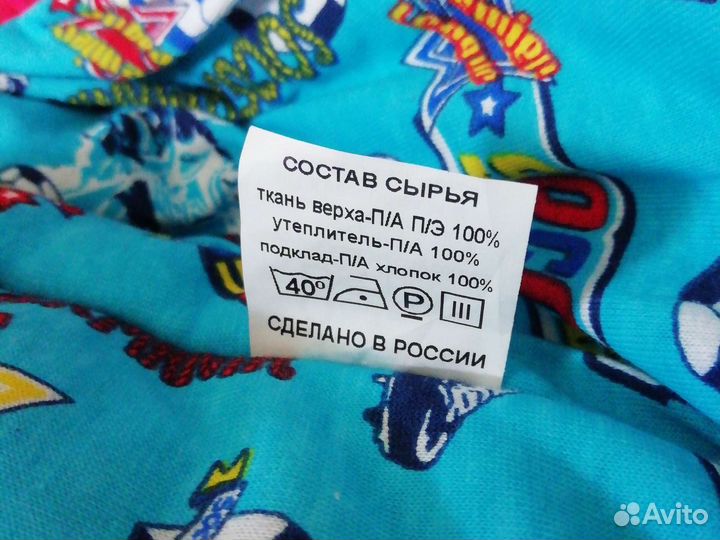 СОСТАВ СЫРЬЯ
ткань верха-П/А П/Э 100%
утеплитель-П/А 100%
подклад-П/А хлопок 100%
40° P III
СДЕЛАНО В РОССИИ
Avito